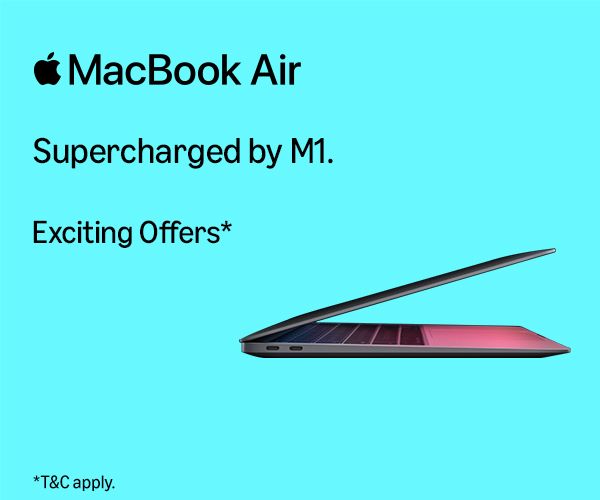 MacBook Air
Supercharged by M1.
Exciting Offers*
*T&C apply.